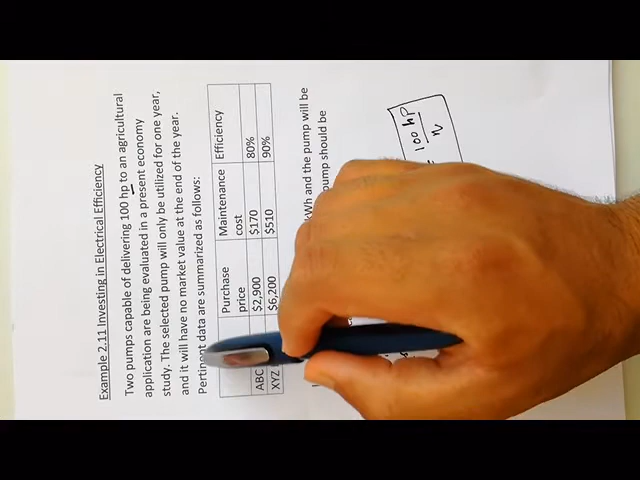 Example 2.11 Investing in Electrical Efficiency
Two pumps capable of delivering 100 hp to an agricultural
application are being evaluated in a present economy
study. The selected pump will only be utilized for one year,
and it will have no market value at the end of the year.
Pertinent data are summarized as follows:
Purchase price Maintenance cost Efficiency
ABC $2,900 $170 80%
XYZ $6,200 $510 90%
kWh and the pump will be
pump should be
100 hp